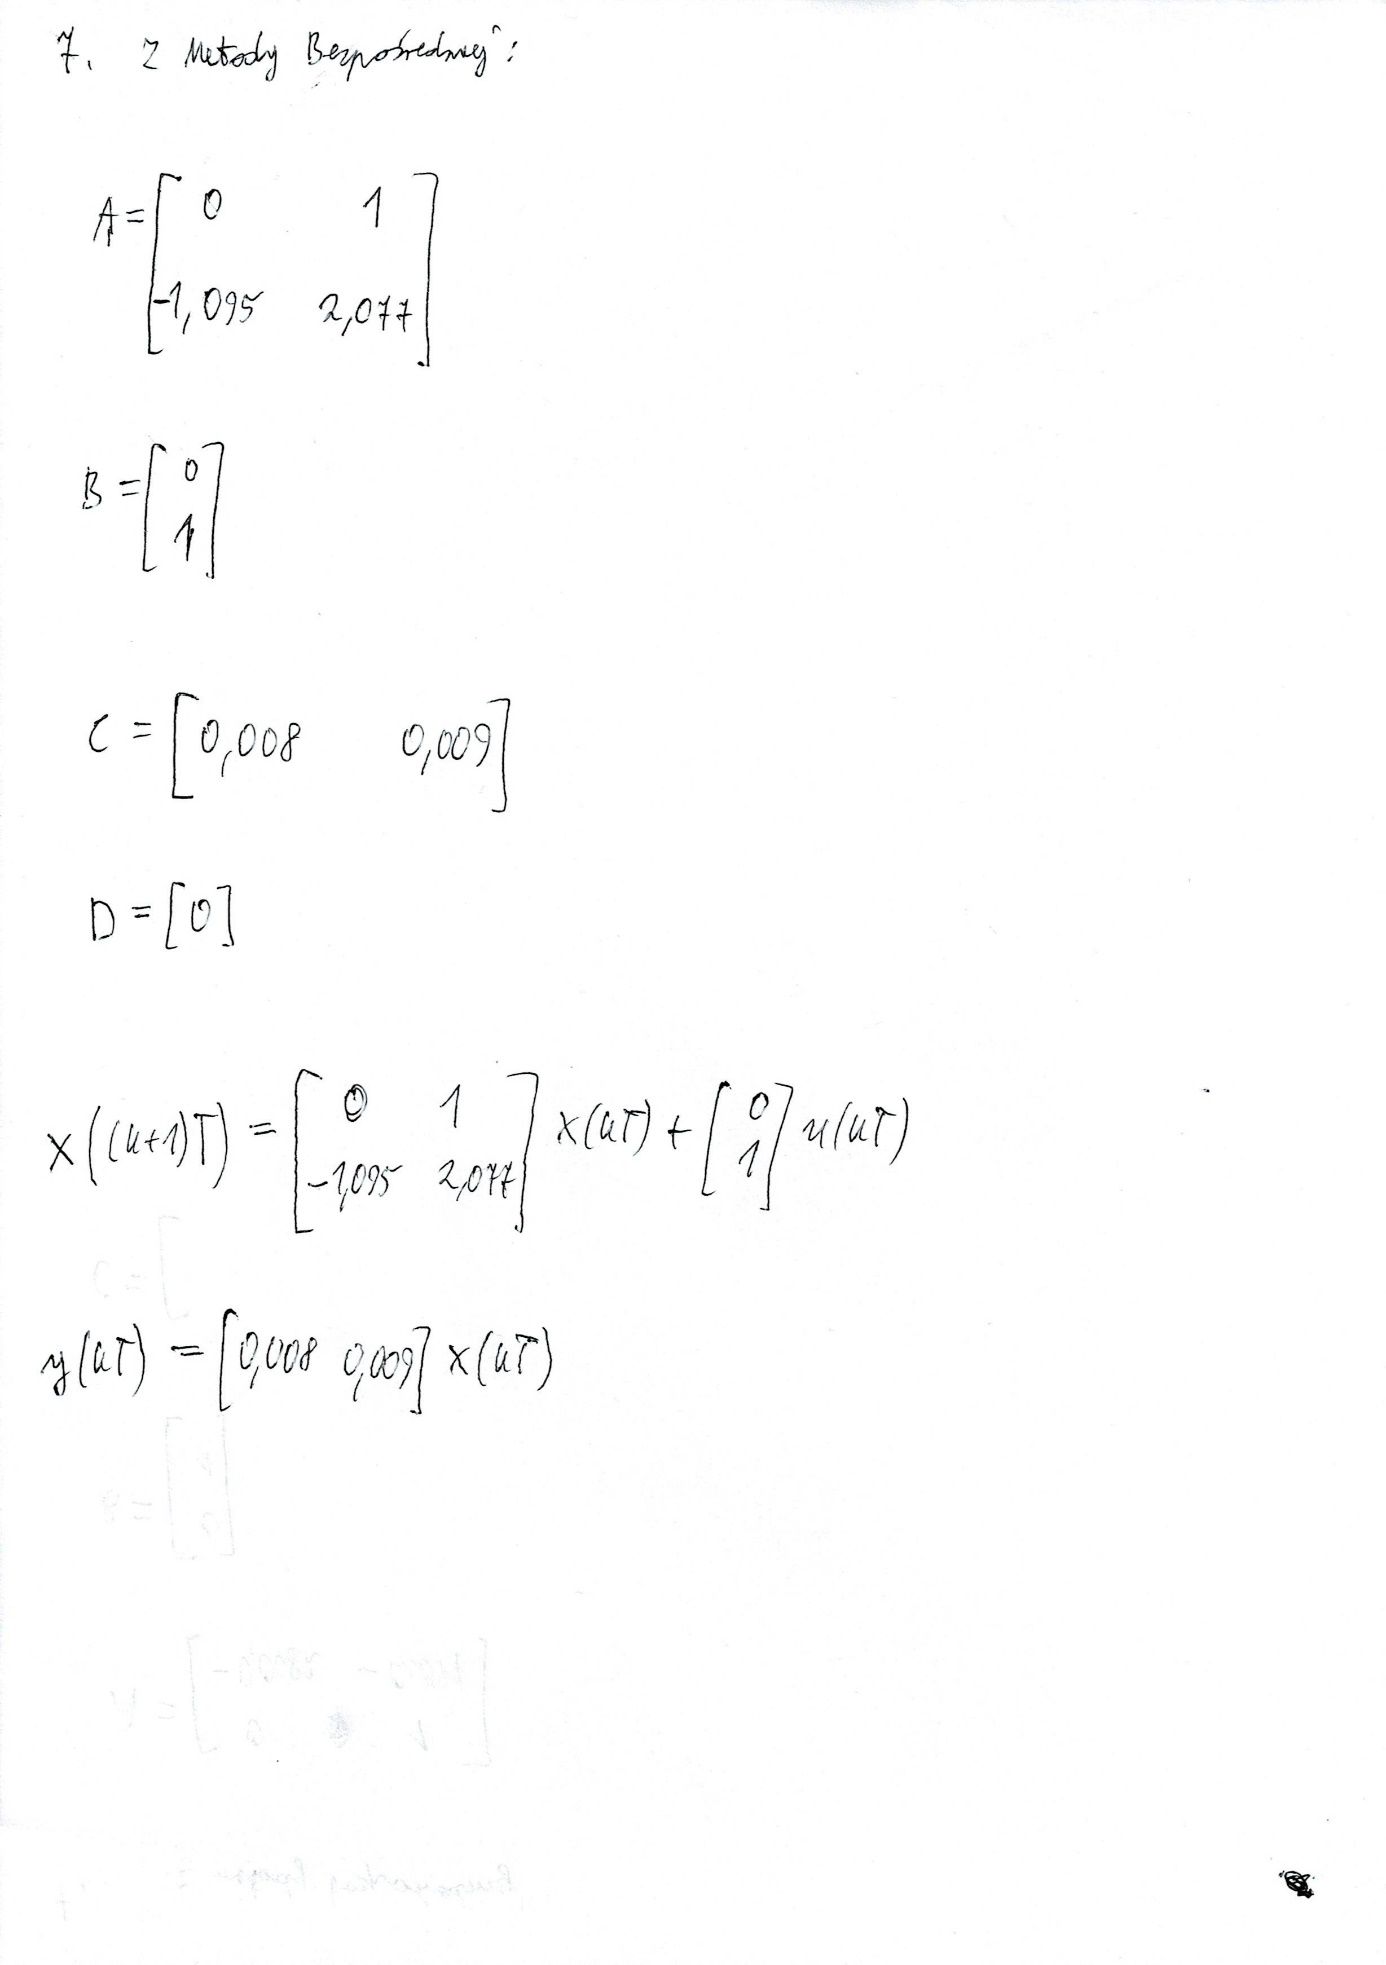 7. Z Metody Bezpośredniej:
A = [ 0 1
-1,095 2,077 ]
B = [ 0
1 ]
C = [ 0,008 0,009 ]
D = [0]
x((k+1)T) = [ 0 1
-1,095 2,077 ] x(kT) + [ 0
1 ] u(kT)
y(kT) = [ 0,008 0,009 ] x(kT)